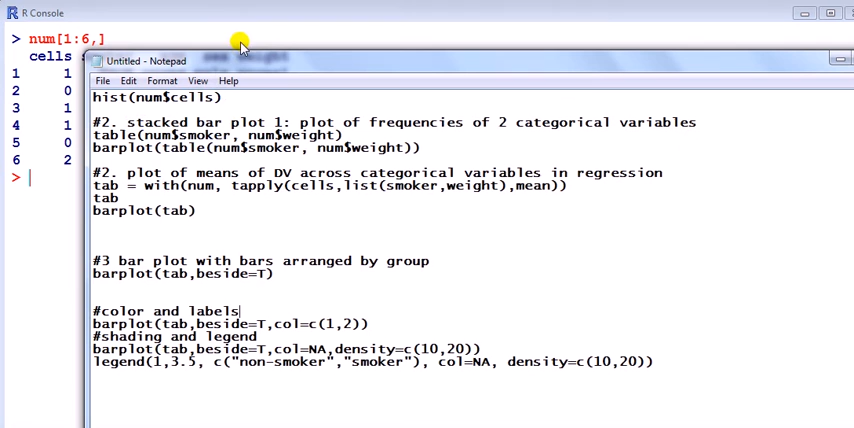 R Console
> num[1:6,]
cells
1 1
2 0
3 1
4 1
5 0
6 2
>
Untitled - Notepad
File Edit Format View Help
hist(num$cells)
#2. stacked bar plot 1: plot of frequencies of 2 categorical variables
table(num$smoker, num$weight)
barplot(table(num$smoker, num$weight))
#2. plot of means of DV across categorical variables in regression
tab = with(num, tapply(cells,list(smoker,weight),mean))
tab
barplot(tab)
#3 bar plot with bars arranged by group
barplot(tab,beside=T)
#color and labels
barplot(tab,beside=T,col=c(1,2))
#shading and legend
barplot(tab,beside=T,col=NA,density=c(10,20))
legend(1,3.5, c("non-smoker","smoker"), col=NA, density=c(10,20))